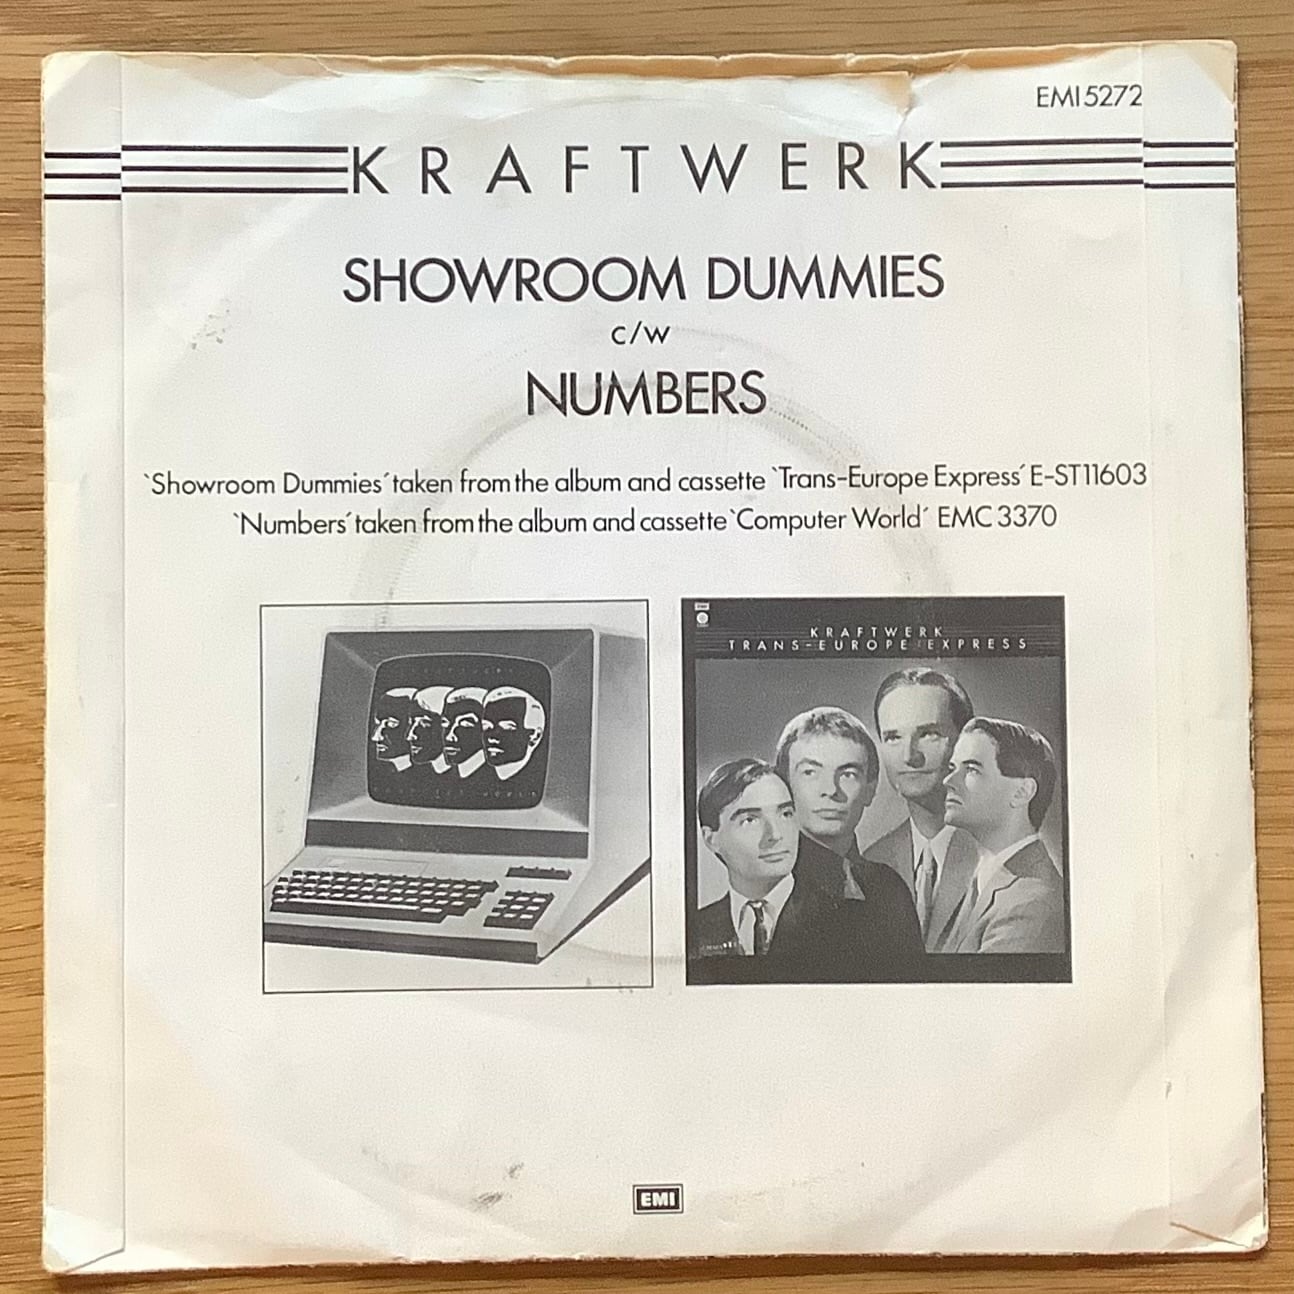 EMI 5272
KRAFTWERK
SHOWROOM DUMMIES
c/w
NUMBERS
`Showroom Dummies´ taken from the album and cassette `Trans-Europe Express´ E-ST11603
`Numbers´ taken from the album and cassette `Computer World´ EMC 3370
KRAFTWERK
TRANS-EUROPE EXPRESS
EMI